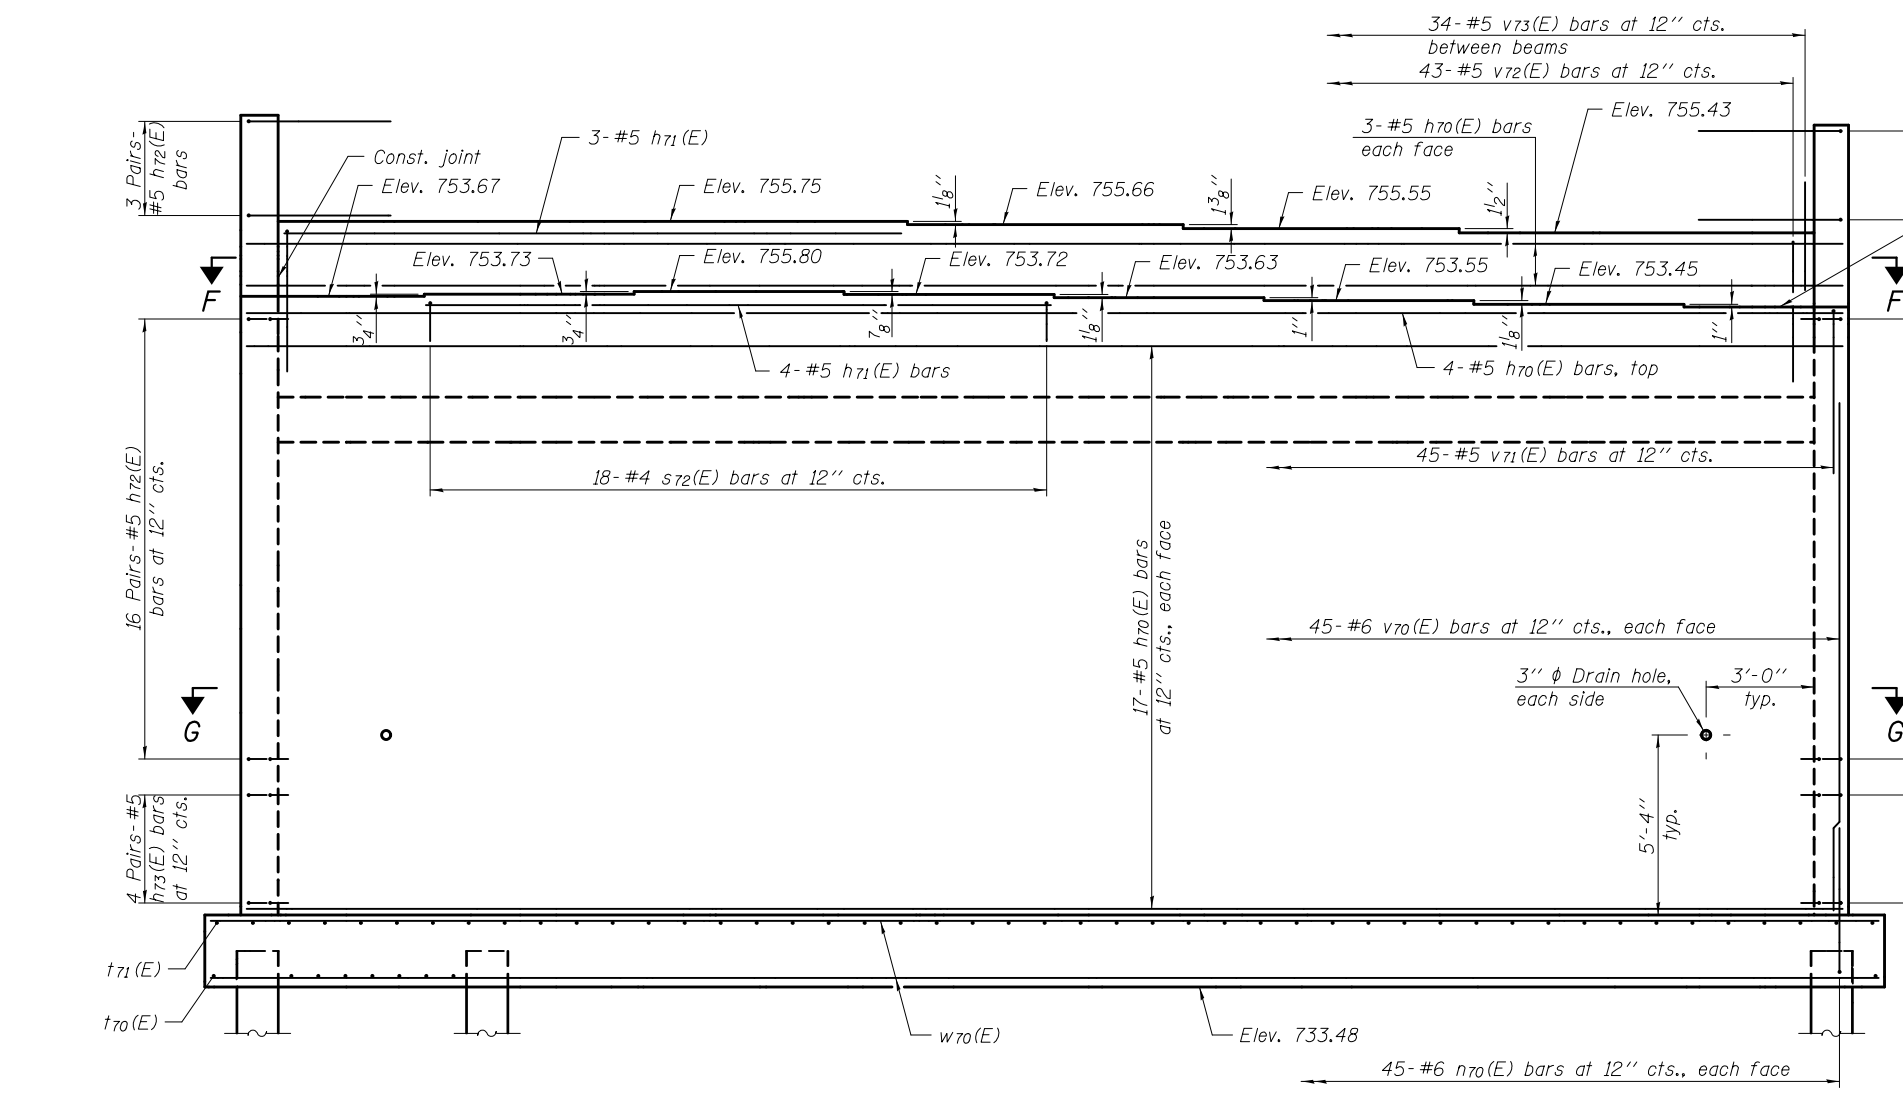 34-#5 v73(E) bars at 12″ cts.
between beams
43-#5 v72(E) bars at 12″ cts.
3 Pairs-
#5 h72(E)
bars
Const. joint
Elev. 753.67
3-#5 h71(E)
Elev. 755.75
1⅛″
Elev. 755.66
1⅜″
Elev. 755.55
1½″
3-#5 h70(E) bars
each face
Elev. 755.43
F
Elev. 753.73
Elev. 755.80
Elev. 753.72
Elev. 753.63
Elev. 753.55
Elev. 753.45
F
¾″
¾″
⅞″
1⅛″
1″
1⅛″
1″
4-#5 h71(E) bars
4-#5 h70(E) bars, top
18-#4 s72(E) bars at 12″ cts.
45-#5 v71(E) bars at 12″ cts.
16 Pairs-#5 h72(E)
bars at 12″ cts.
17-#5 h70(E) bars
at 12″ cts., each face
45-#6 v70(E) bars at 12″ cts., each face
3″ ϕ Drain hole,
each side
3'-0″
typ.
G
G
5'-4″
typ.
4 Pairs-#5
h73(E) bars
at 12″ cts.
t71(E)
t70(E)
w70(E)
Elev. 733.48
45-#6 n70(E) bars at 12″ cts., each face